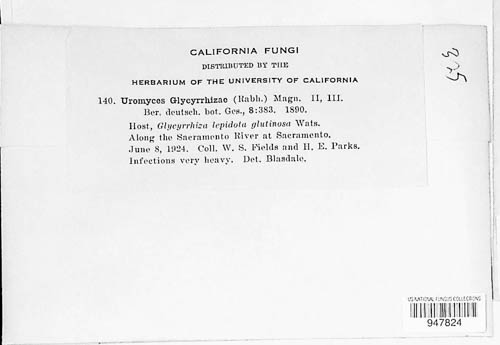 CALIFORNIA FUNGI
DISTRIBUTED BY THE
HERBARIUM OF THE UNIVERSITY OF CALIFORNIA
140. Uromyces Glycyrrhizae (Rabh.) Magn. II, III.
Ber. deutsch. bot. Ges., 8:383. 1890.
Host, Glycyrrhiza lepidota glutinosa Wats.
Along the Sacramento River at Sacramento.
June 8, 1924. Coll. W. S. Fields and H. E. Parks.
Infections very heavy. Det. Blasdale.
US NATIONAL FUNGUS COLLECTIONS
947824